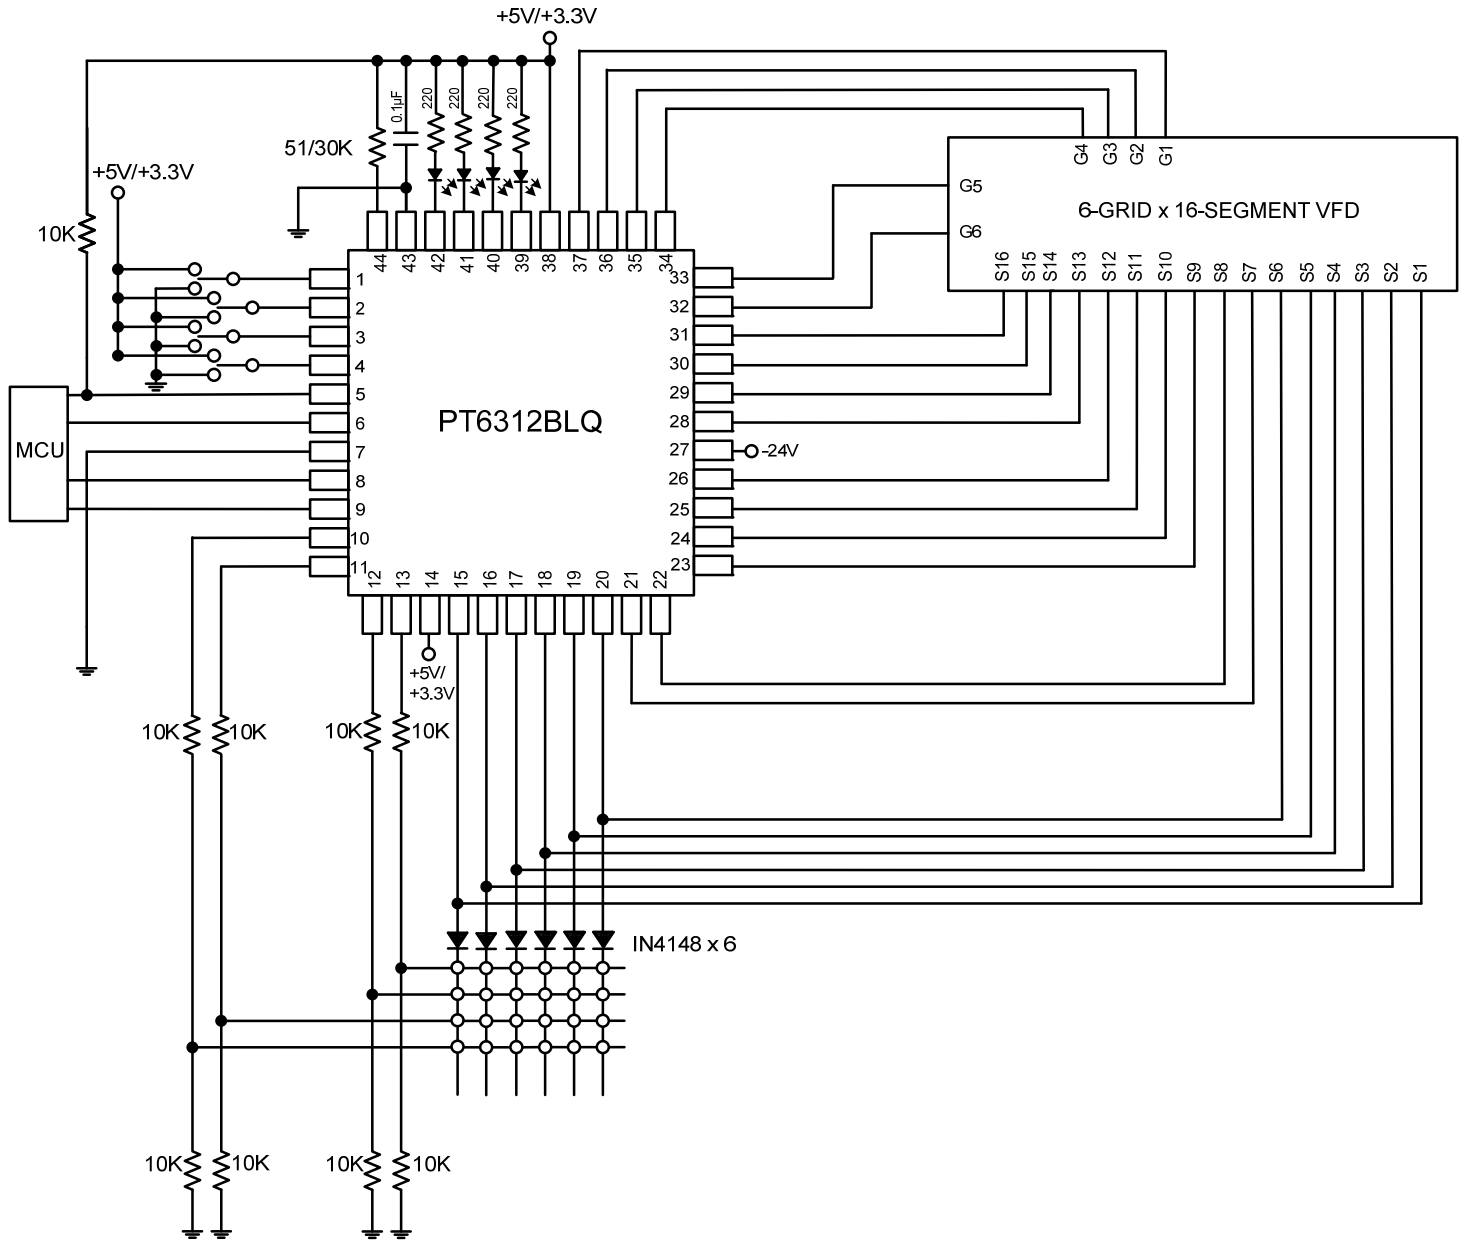 +5V/+3.3V
0.1µF
220
220
220
220
51/30K
+5V/+3.3V
10K
G4
G3
G2
G1
G5
6-GRID x 16-SEGMENT VFD
G6
S16
S15
S14
S13
S12
S11
S10
S9
S8
S7
S6
S5
S4
S3
S2
S1
44
43
42
41
40
39
38
37
36
35
34
1
2
3
4
5
6
7
8
9
10
11
33
32
31
30
29
28
27
26
25
24
23
-24V
PT6312BLQ
MCU
12
13
14
15
16
17
18
19
20
21
22
+5V/
+3.3V
10K
10K
10K
10K
IN4148 x 6
10K
10K
10K
10K